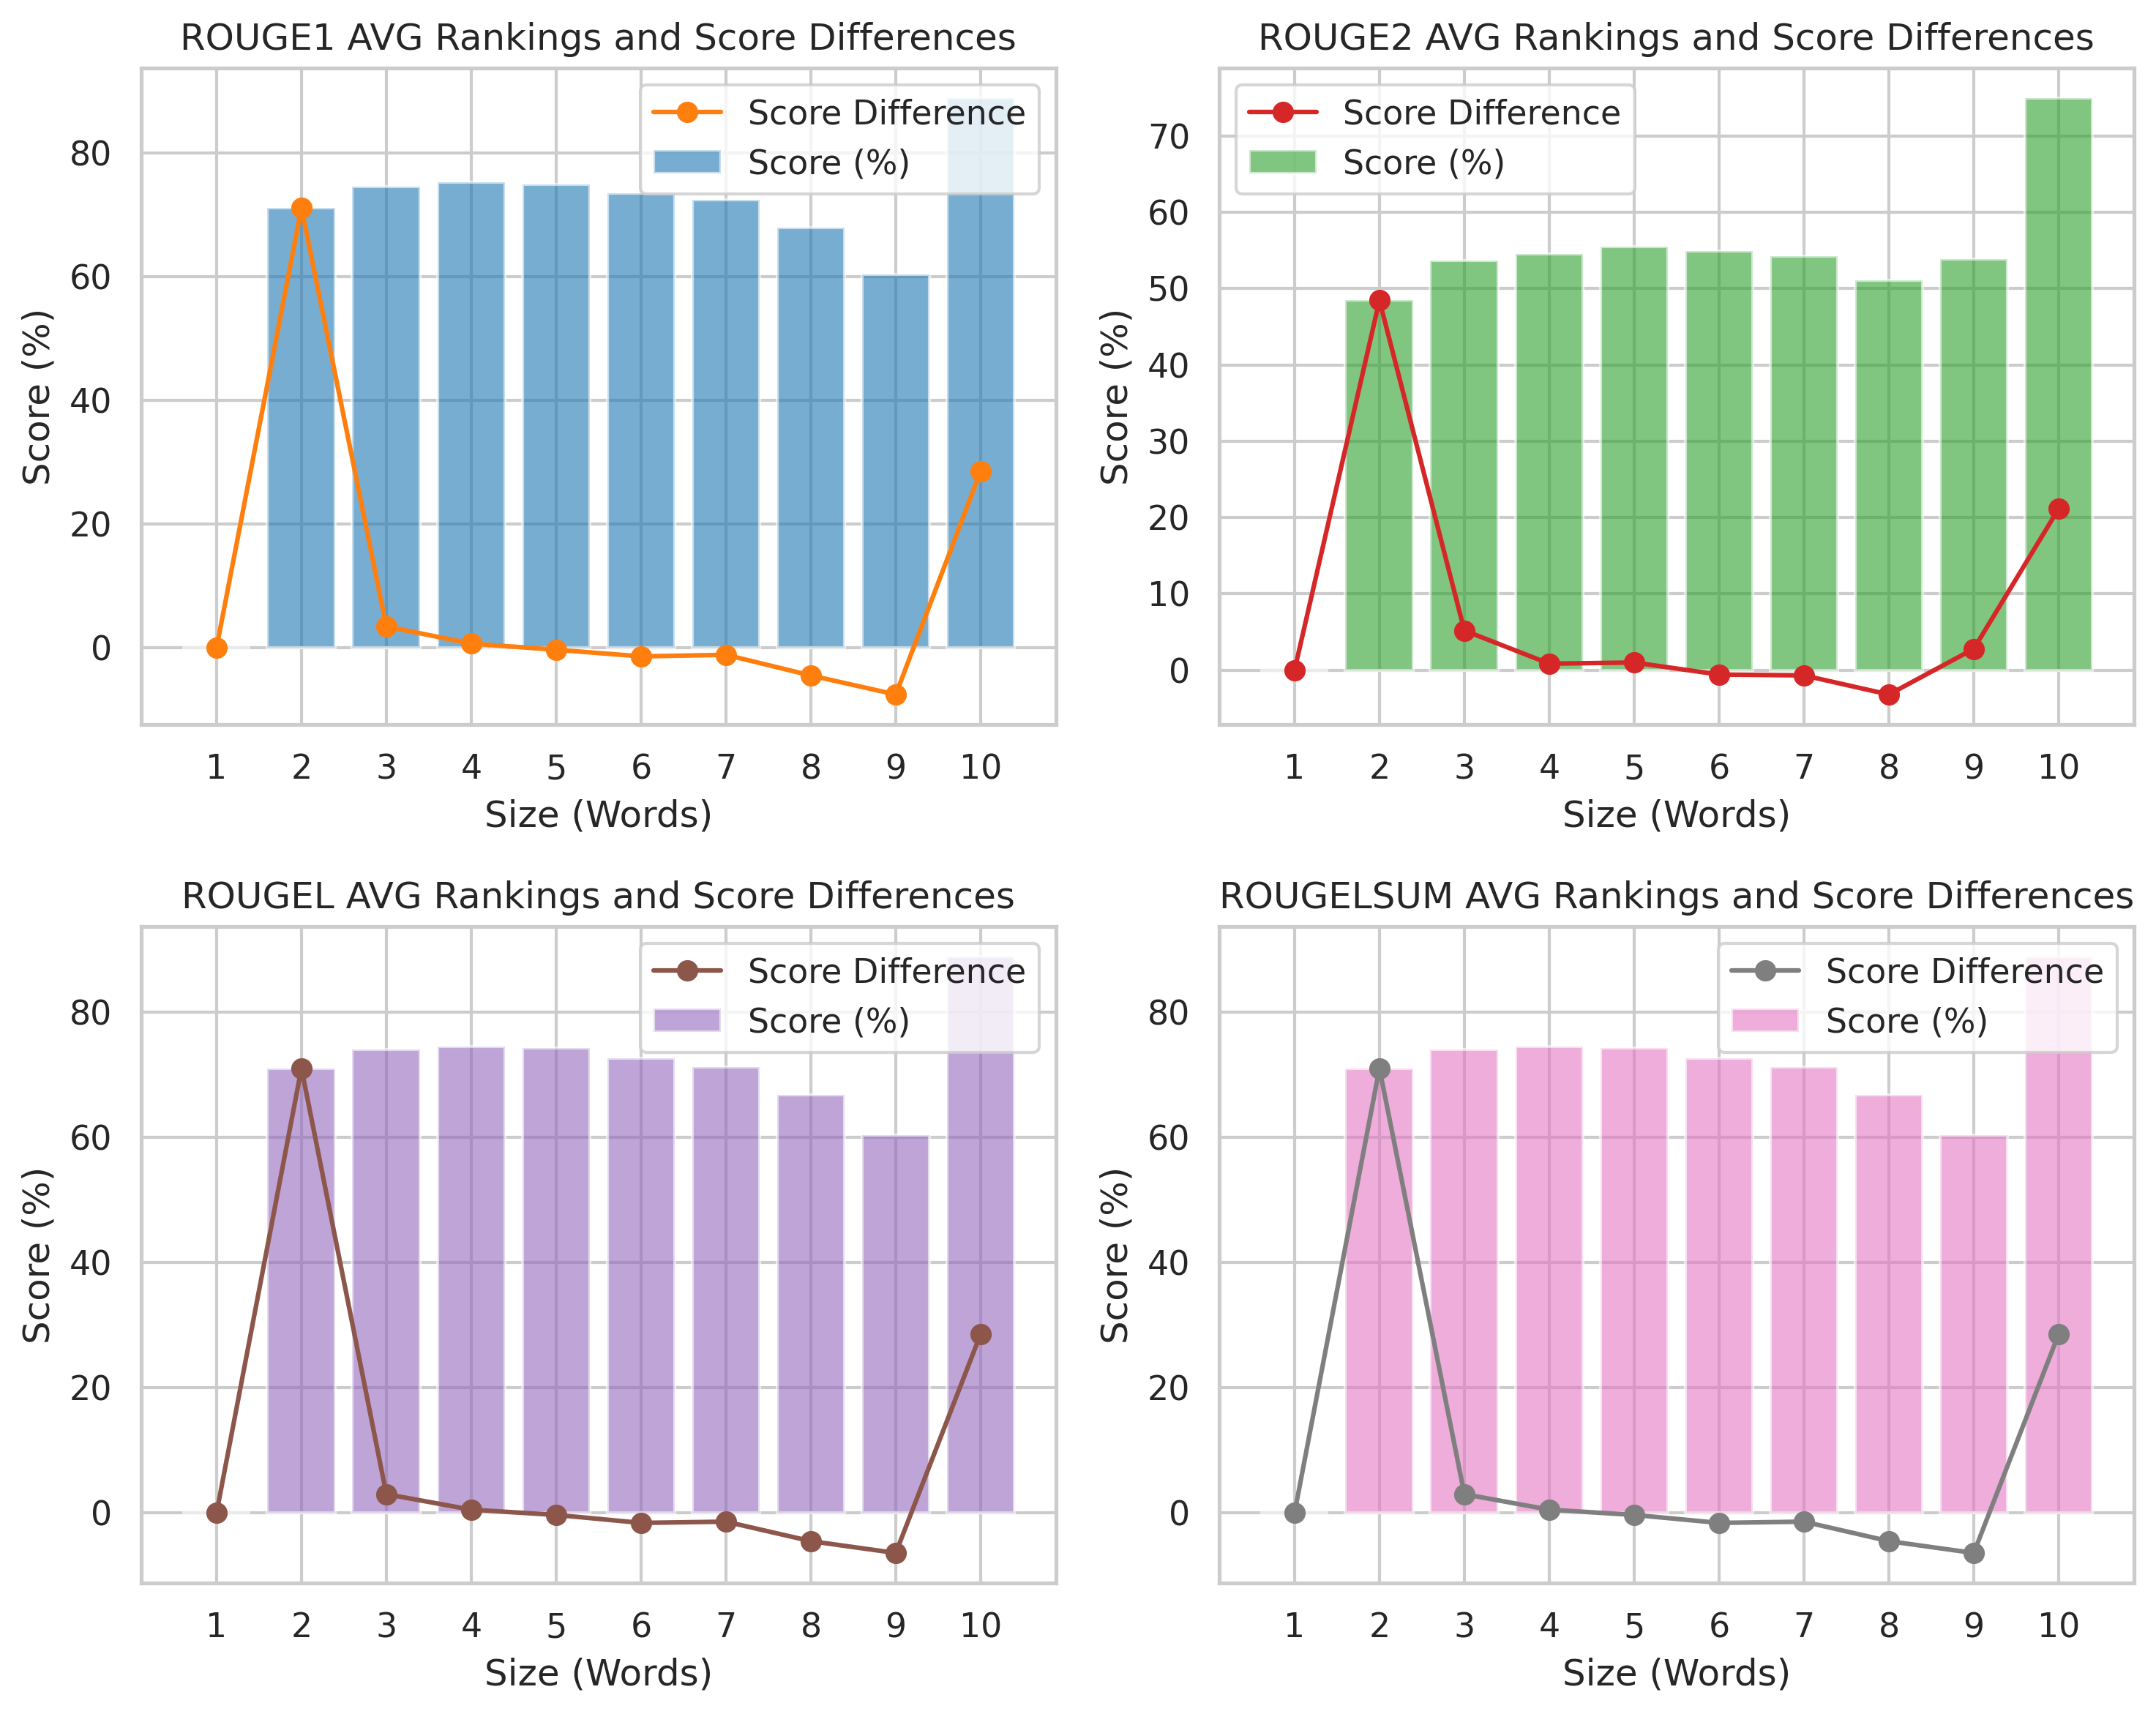 ROUGE1 AVG Rankings and Score Differences
Score Difference
Score (%)
80
60
40
20
0
Score (%)
1 2 3 4 5 6 7 8 9 10
Size (Words)
ROUGE2 AVG Rankings and Score Differences
Score Difference
Score (%)
70
60
50
40
30
20
10
0
Score (%)
1 2 3 4 5 6 7 8 9 10
Size (Words)
ROUGEL AVG Rankings and Score Differences
Score Difference
Score (%)
80
60
40
20
0
Score (%)
1 2 3 4 5 6 7 8 9 10
Size (Words)
ROUGELSUM AVG Rankings and Score Differences
Score Difference
Score (%)
80
60
40
20
0
Score (%)
1 2 3 4 5 6 7 8 9 10
Size (Words)